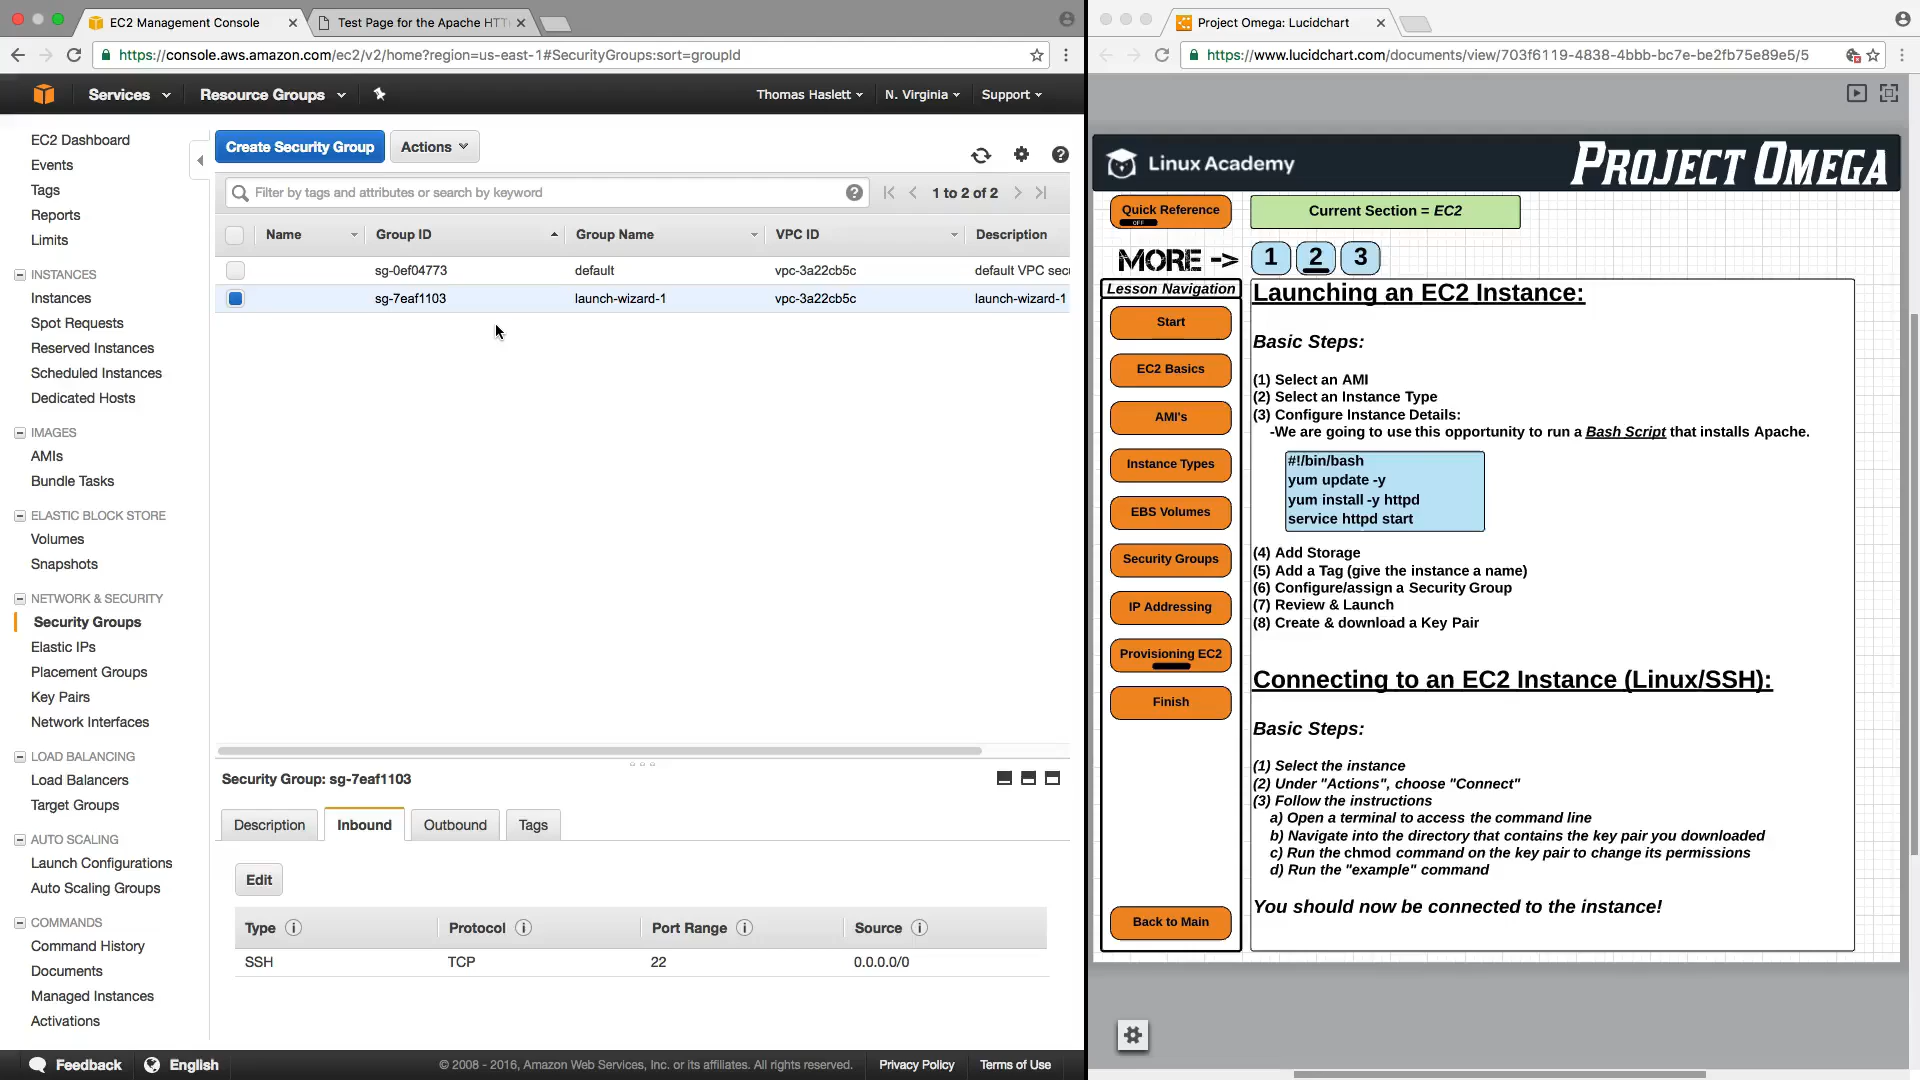 EC2 Management Console
Test Page for the Apache HTT
https://console.aws.amazon.com/ec2/v2/home?region=us-east-1#SecurityGroups:sort=groupId
Services
Resource Groups
Thomas Haslett
N. Virginia
Support
EC2 Dashboard
Events
Tags
Reports
Limits
INSTANCES
Instances
Spot Requests
Reserved Instances
Scheduled Instances
Dedicated Hosts
IMAGES
AMIs
Bundle Tasks
ELASTIC BLOCK STORE
Volumes
Snapshots
NETWORK & SECURITY
Security Groups
Elastic IPs
Placement Groups
Key Pairs
Network Interfaces
LOAD BALANCING
Load Balancers
Target Groups
AUTO SCALING
Launch Configurations
Auto Scaling Groups
COMMANDS
Command History
Documents
Managed Instances
Activations
Create Security Group
Actions
Filter by tags and attributes or search by keyword
1 to 2 of 2
Name Group ID Group Name VPC ID Description
sg-0ef04773 default vpc-3a22cb5c default VPC sec
sg-7eaf1103 launch-wizard-1 vpc-3a22cb5c launch-wizard-1
Security Group: sg-7eaf1103
Description Inbound Outbound Tags
Edit
Type Protocol Port Range Source
SSH TCP 22 0.0.0.0/0
Feedback English
© 2008 - 2016, Amazon Web Services, Inc. or its affiliates. All rights reserved. Privacy Policy Terms of Use
Project Omega: Lucidchart
https://www.lucidchart.com/documents/view/703f6119-4838-4bbb-bc7e-be2fb75e89e5/5
Linux Academy
PROJECT OMEGA
Quick Reference
OFF
Current Section = EC2
MORE -> 1 2 3
Lesson Navigation
Start
EC2 Basics
AMI's
Instance Types
EBS Volumes
Security Groups
IP Addressing
Provisioning EC2
Finish
Back to Main
Launching an EC2 Instance:
Basic Steps:
(1) Select an AMI
(2) Select an Instance Type
(3) Configure Instance Details:
-We are going to use this opportunity to run a Bash Script that installs Apache.
#!/bin/bash
yum update -y
yum install -y httpd
service httpd start
(4) Add Storage
(5) Add a Tag (give the instance a name)
(6) Configure/assign a Security Group
(7) Review & Launch
(8) Create & download a Key Pair
Connecting to an EC2 Instance (Linux/SSH):
Basic Steps:
(1) Select the instance
(2) Under "Actions", choose "Connect"
(3) Follow the instructions
a) Open a terminal to access the command line
b) Navigate into the directory that contains the key pair you downloaded
c) Run the chmod command on the key pair to change its permissions
d) Run the "example" command
You should now be connected to the instance!